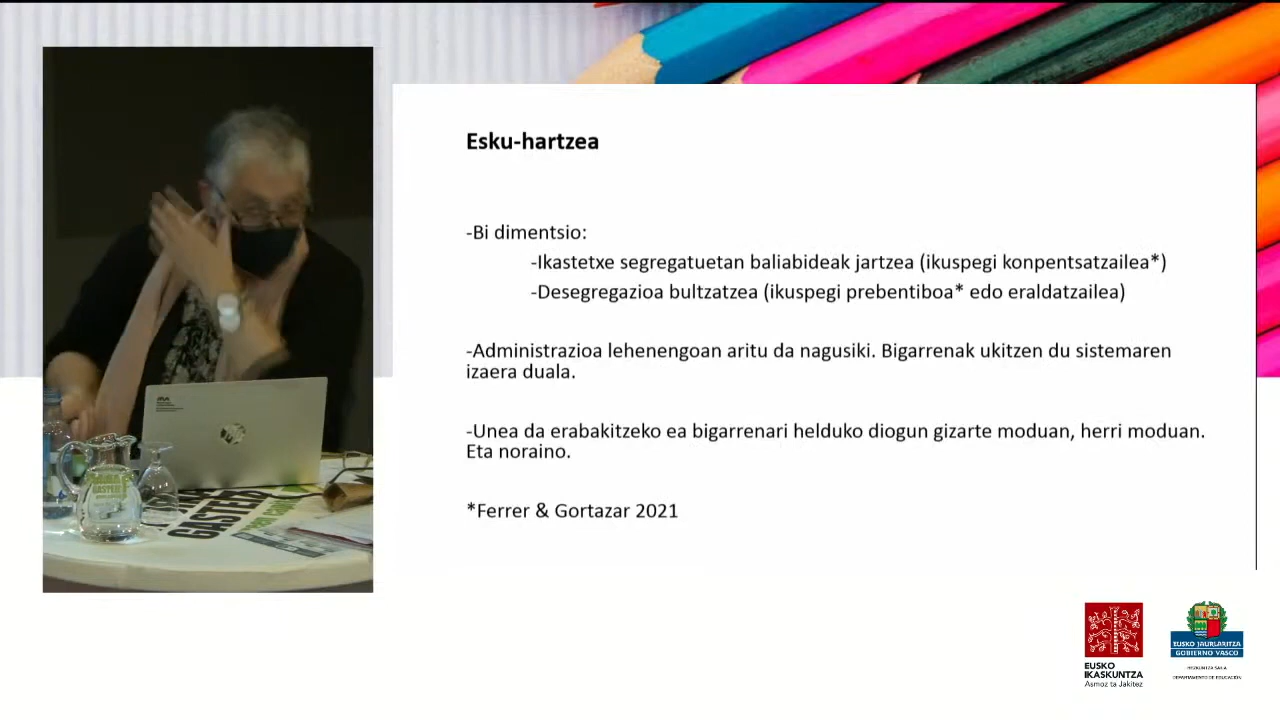 Esku-hartzea
-Bi dimentsio:
-Ikastetxe segregatuetan baliabideak jartzea (ikuspegi konpentsatzailea*)
-Desegregazioa bultzatzea (ikuspegi prebentiboa* edo eraldatzailea)
-Administrazioa lehenengoan aritu da nagusiki. Bigarrenak ukitzen du sistemaren
izaera duala.
-Unea da erabakitzeko ea bigarrenari helduko diogun gizarte moduan, herri moduan.
Eta noraino.
*Ferrer & Gortazar 2021
hp
GASTEIZ
EUSKO
IKASKUNTZA
Asmoz ta Jakitez
EUSKO JAURLARITZA
GOBIERNO VASCO
HEZKUNTZA SAILA
DEPARTAMENTO DE EDUCACIÓN